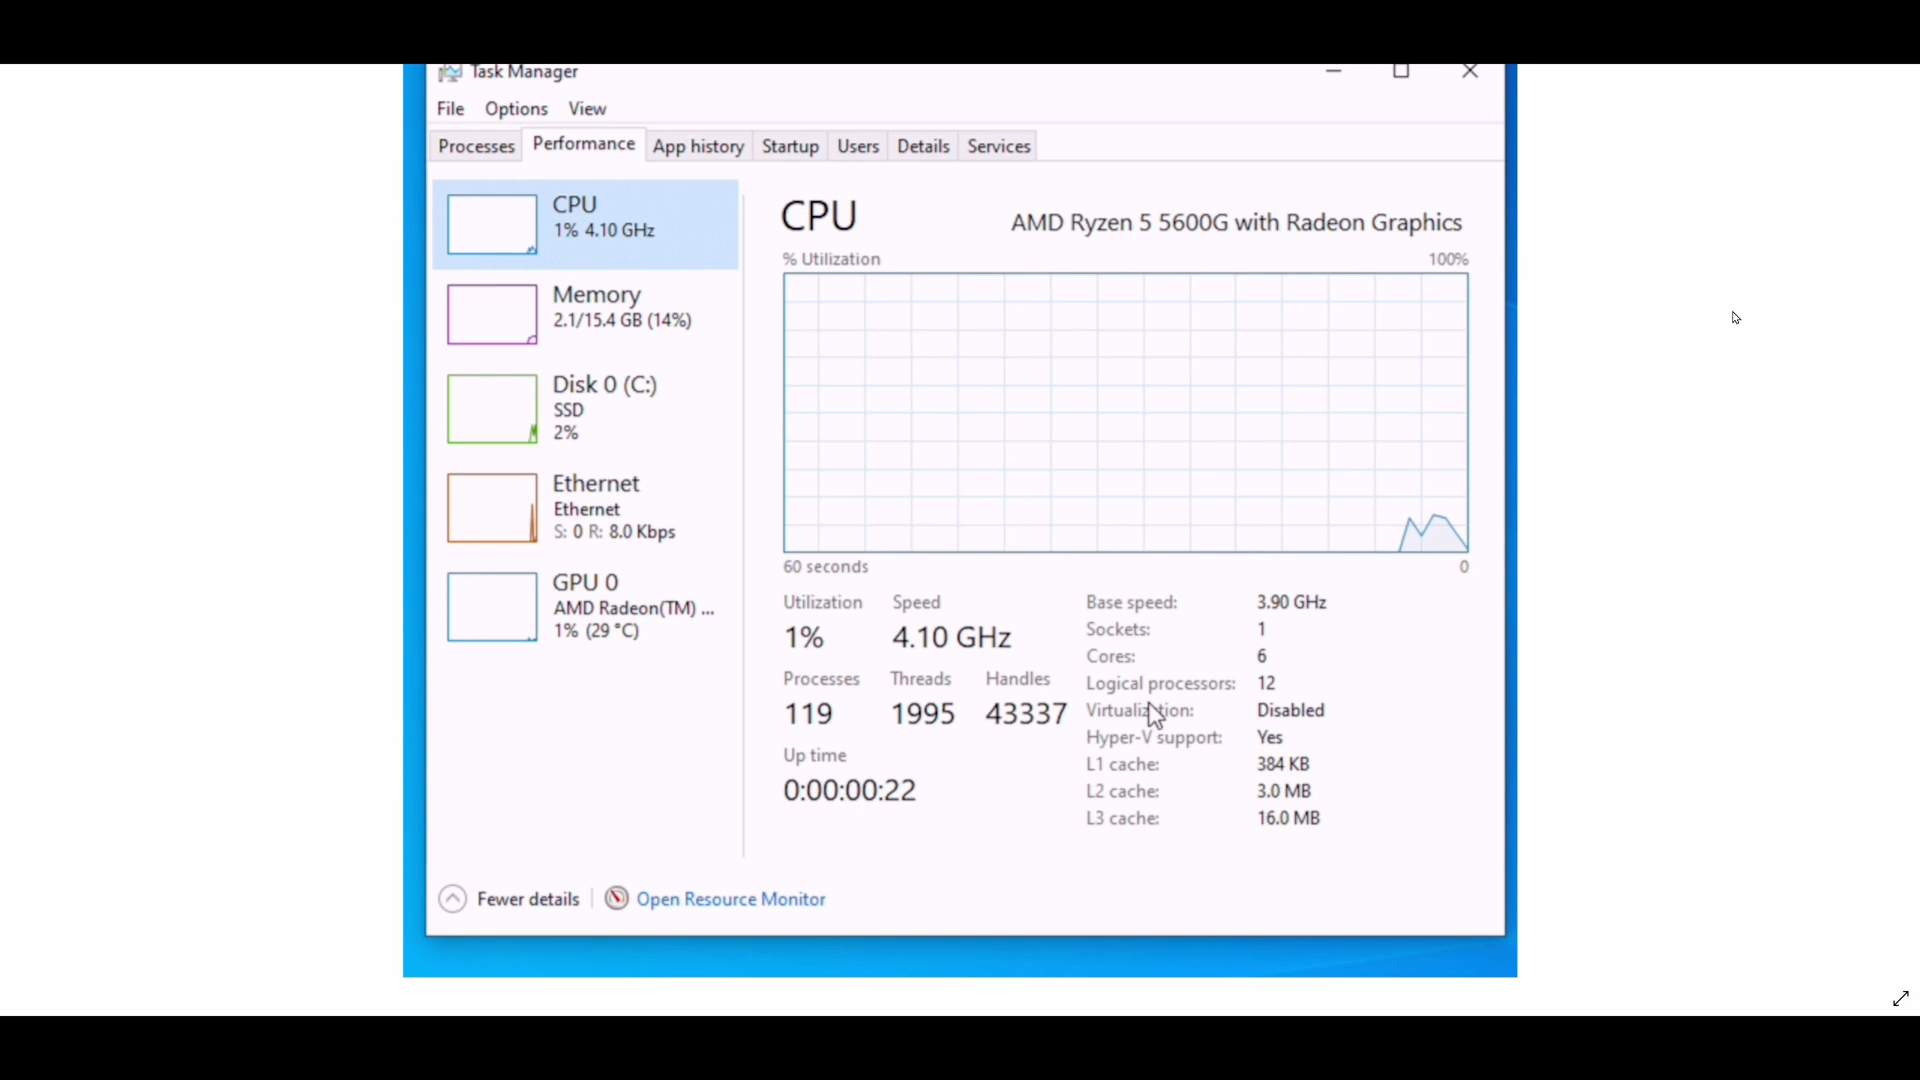 Task Manager
File Options View
Processes Performance App history Startup Users Details Services
CPU
1% 4.10 GHz
Memory
2.1/15.4 GB (14%)
Disk 0 (C:)
SSD
2%
Ethernet
Ethernet
S: 0 R: 8.0 Kbps
GPU 0
AMD Radeon(TM) ...
1% (29 °C)
CPU AMD Ryzen 5 5600G with Radeon Graphics
% Utilization 100%
60 seconds 0
Utilization Speed
1% 4.10 GHz
Processes Threads Handles
119 1995 43337
Up time
0:00:00:22
Base speed: 3.90 GHz
Sockets: 1
Cores: 6
Logical processors: 12
Virtualization: Disabled
Hyper-V support: Yes
L1 cache: 384 KB
L2 cache: 3.0 MB
L3 cache: 16.0 MB
Fewer details Open Resource Monitor